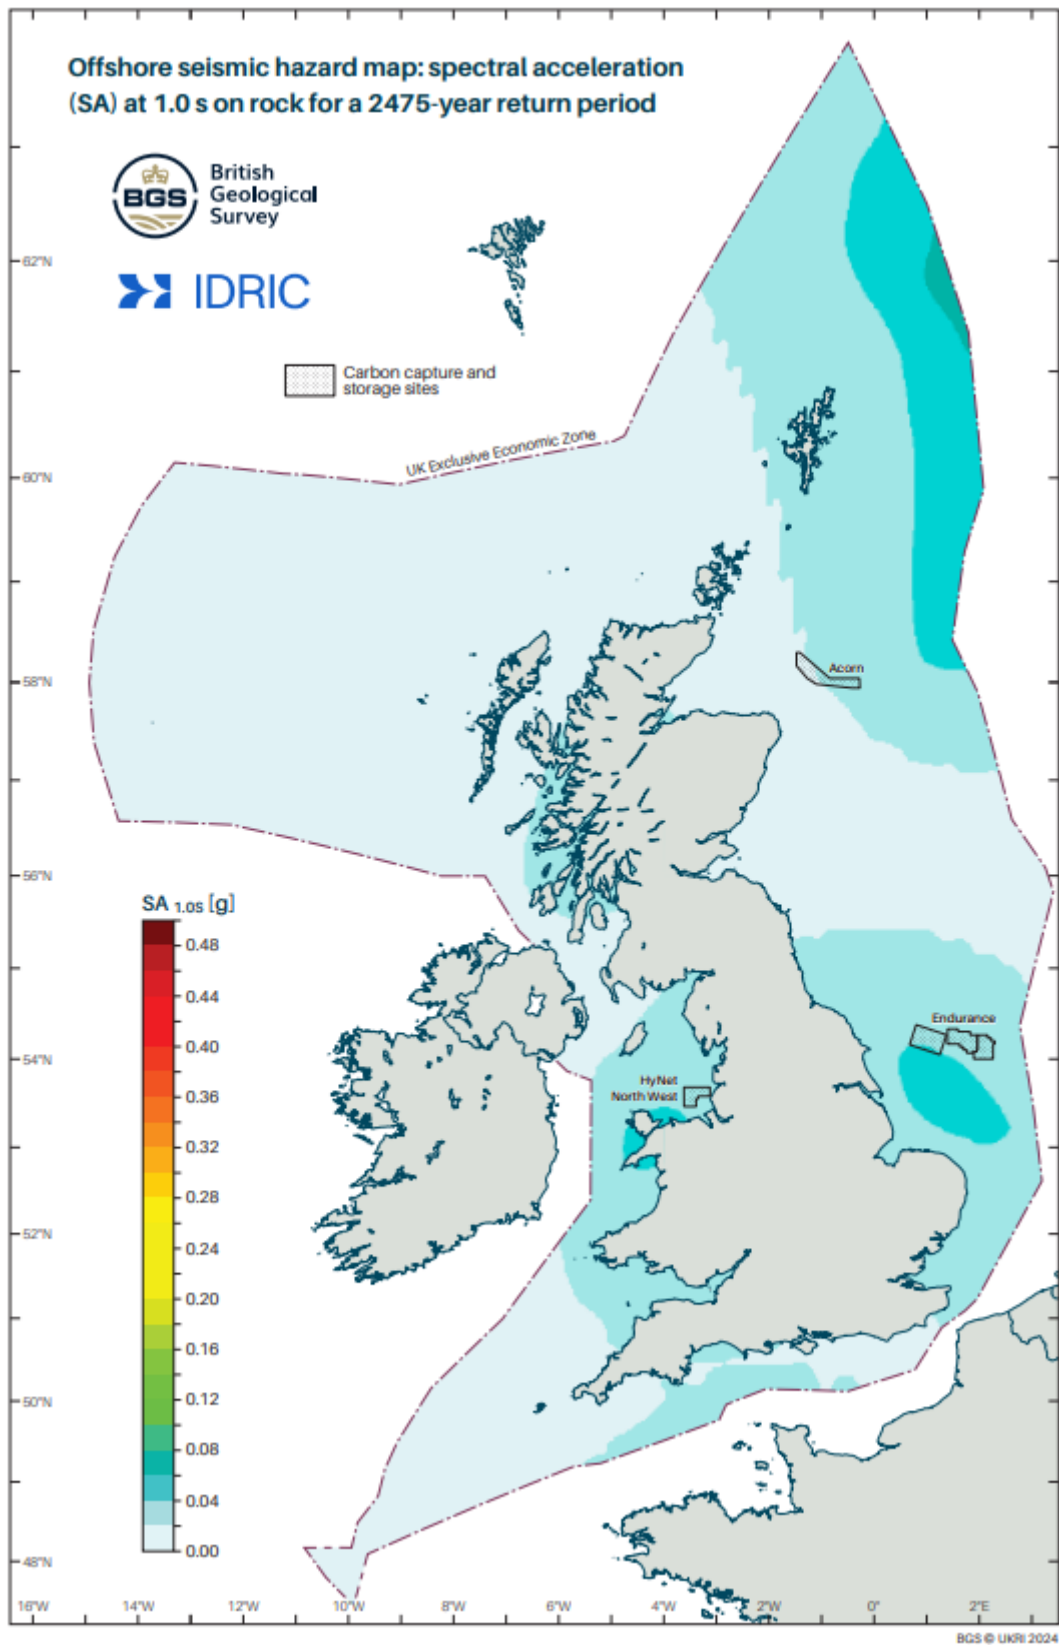 Offshore seismic hazard map: spectral acceleration
(SA) at 1.0 s on rock for a 2475-year return period
BGS
British
Geological
Survey
IDRIC
Carbon capture and
storage sites
UK Exclusive Economic Zone
62°N
60°N
58°N
56°N
54°N
52°N
50°N
48°N
Acorn
Endurance
HyNet
North West
SA 1.0S [g]
0.48
0.44
0.40
0.36
0.32
0.28
0.24
0.20
0.16
0.12
0.08
0.04
0.00
16°W 14°W 12°W 10°W 8°W 6°W 4°W 2°W 0° 2°E
BGS © UKRI 2024